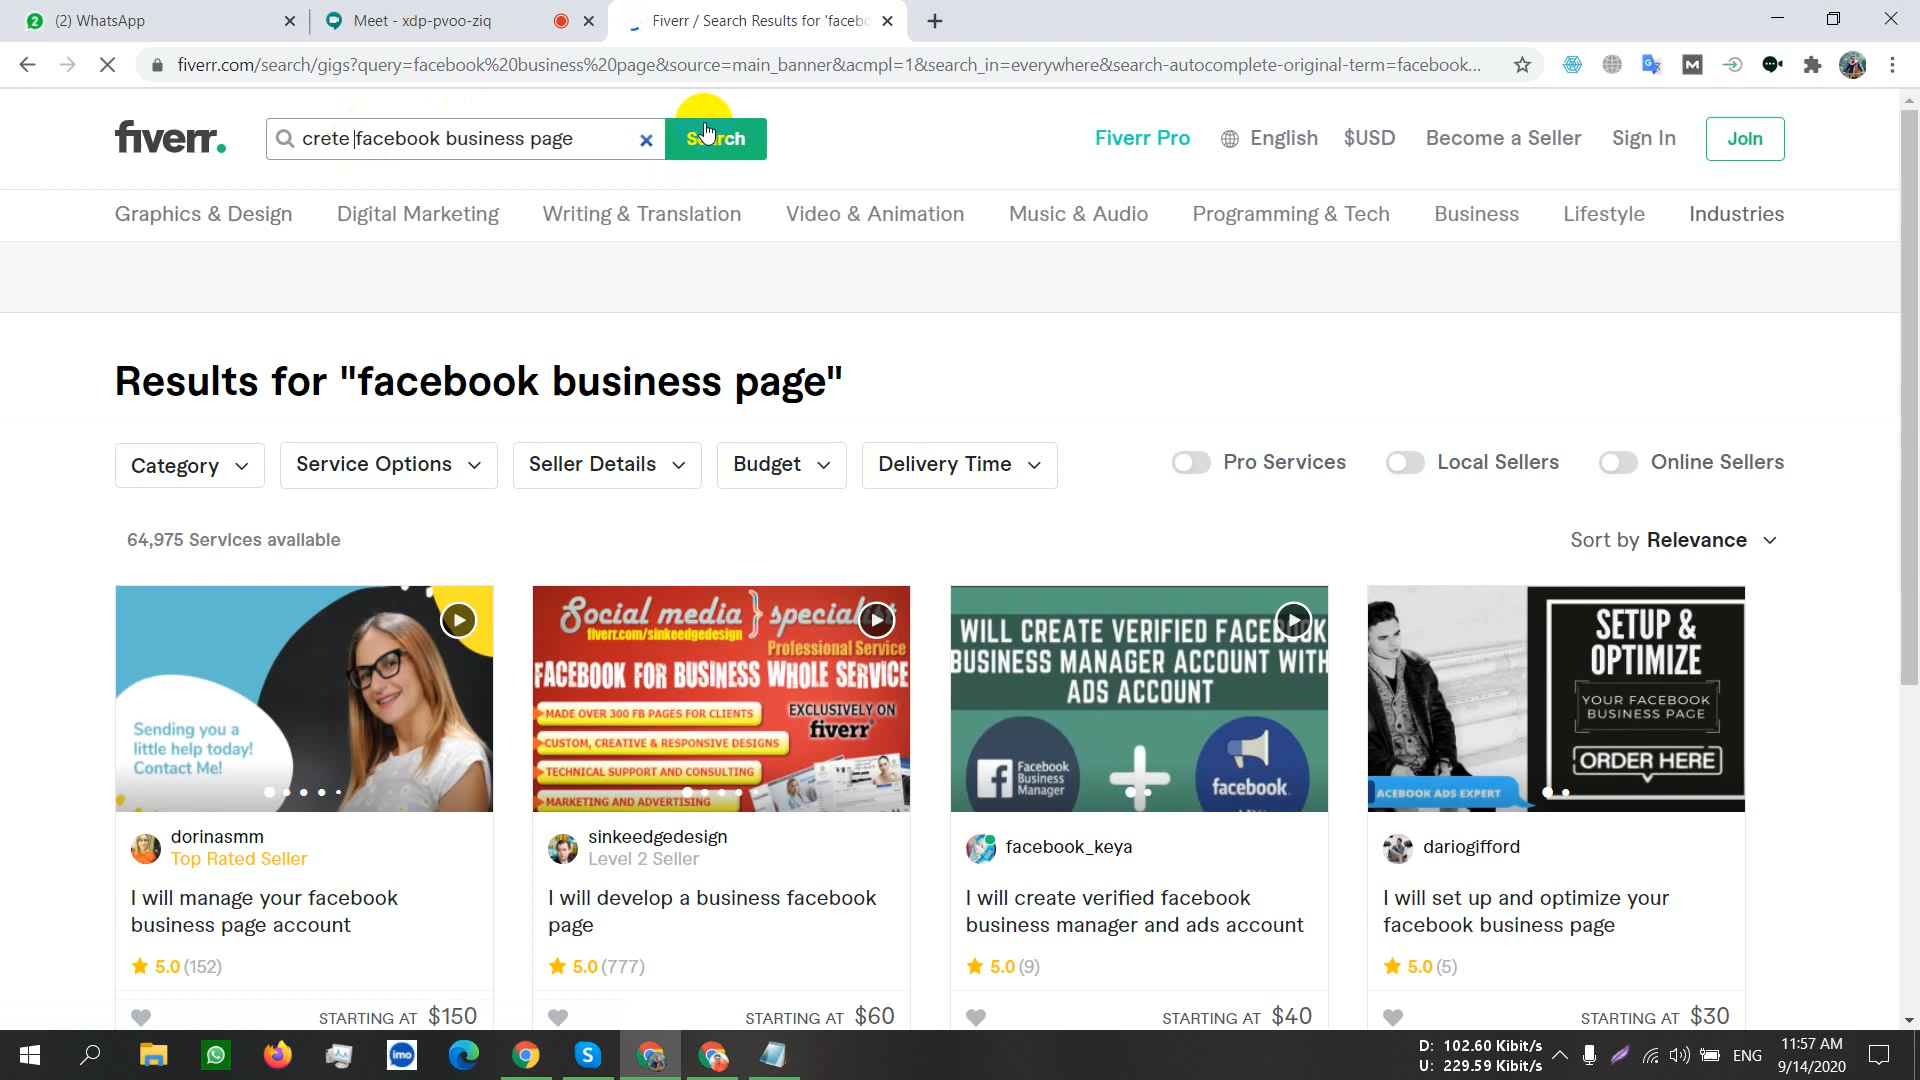 (2) WhatsApp
Meet - xdp-pvoo-ziq
Fiverr / Search Results for 'facebo
fiverr.com/search/gigs?query=facebook%20business%20page&source=main_banner&acmpl=1&search_in=everywhere&search-autocomplete-original-term=facebook...
fiverr.
crete facebook business page
Search
Fiverr Pro
English
$USD
Become a Seller
Sign In
Join
Graphics & Design
Digital Marketing
Writing & Translation
Video & Animation
Music & Audio
Programming & Tech
Business
Lifestyle
Industries
Results for "facebook business page"
Category
Service Options
Seller Details
Budget
Delivery Time
Pro Services
Local Sellers
Online Sellers
64,975 Services available
Sort by Relevance
Sending you a
little help today!
Contact Me!
dorinasmm
Top Rated Seller
I will manage your facebook
business page account
5.0 (152)
STARTING AT $150
Social media } specialist
fiverr.com/sinkeedgedesign
Professional Service
FACEBOOK FOR BUSINESS WHOLE SERVICE
MADE OVER 300 FB PAGES FOR CLIENTS
EXCLUSIVELY ON
fiverr
CUSTOM, CREATIVE & RESPONSIVE DESIGNS
TECHNICAL SUPPORT AND CONSULTING
MARKETING AND ADVERTISING
sinkeedgedesign
Level 2 Seller
I will develop a business facebook
page
5.0 (777)
STARTING AT $60
WILL CREATE VERIFIED FACEBOOK
BUSINESS MANAGER ACCOUNT WITH
ADS ACCOUNT
Facebook
Business
Manager
facebook
facebook_keya
I will create verified facebook
business manager and ads account
5.0 (9)
STARTING AT $40
SETUP &
OPTIMIZE
YOUR FACEBOOK
BUSINESS PAGE
ORDER HERE
ACEBOOK ADS EXPERT
dariogifford
I will set up and optimize your
facebook business page
5.0 (5)
STARTING AT $30
imo
D: 102.60 Kibit/s
U: 229.59 Kibit/s
ENG
11:57 AM
9/14/2020